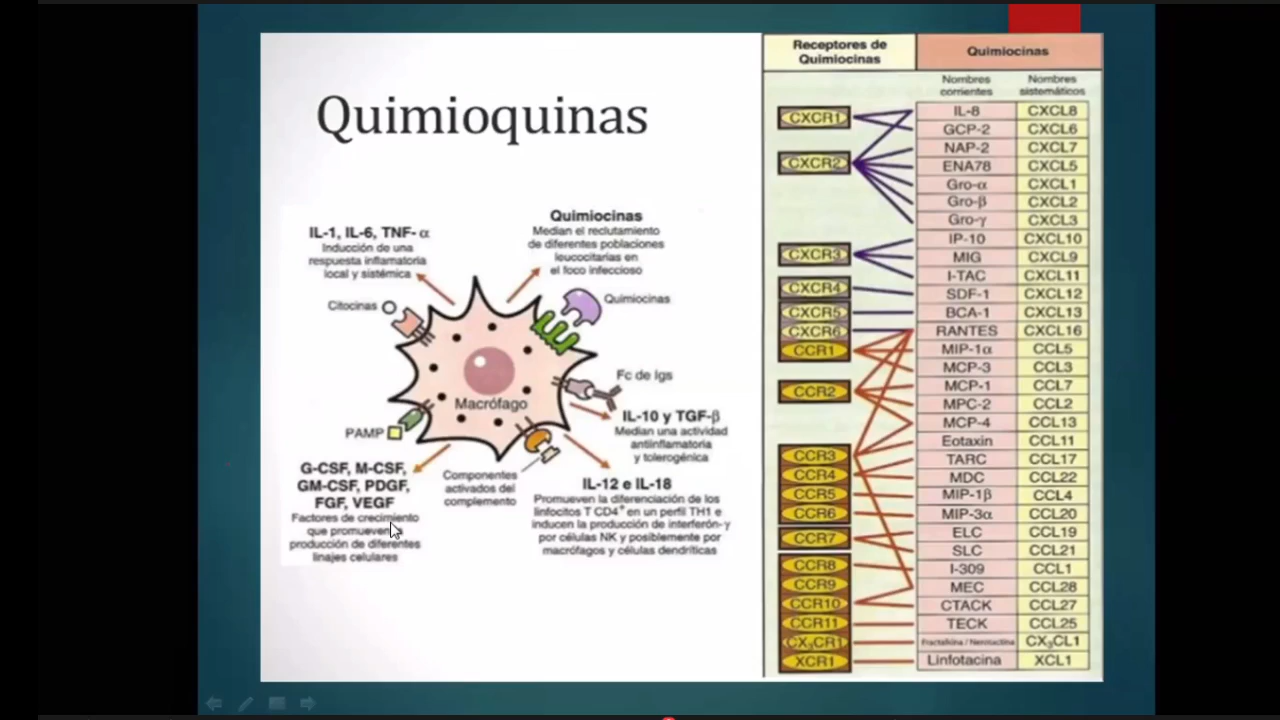 Quimioquinas
IL-1, IL-6, TNF- α
Inducción de una
respuesta inflamatoria
local y sistémica
Quimiocinas
Median el reclutamiento
de diferentes poblaciones
leucocitarias en
el foco infeccioso
Citocinas
Quimiocinas
Fc de Igs
Macrófago
IL-10 y TGF-β
Median una actividad
antiinflamatoria
y tolerogénica
PAMP
G-CSF, M-CSF,
GM-CSF, PDGF,
FGF, VEGF
Factores de crecimiento
que promueven
producción de diferentes
linajes celulares
Componentes
activados del
complemento
IL-12 e IL-18
Promueven la diferenciación de los
linfocitos T CD4+ en un perfil TH1 e
inducen la producción de interferón-γ
por células NK y posiblemente por
macrófagos y células dendríticas
Receptores de
Quimiocinas
Quimiocinas
Nombres
corrientes
Nombres
sistemáticos
CXCR1
CXCR2
CXCR3
CXCR4
CXCR5
CXCR6
CCR1
CCR2
CCR3
CCR4
CCR5
CCR6
CCR7
CCR8
CCR9
CCR10
CCR11
CX₃CR1
XCR1
IL-8 CXCL8
GCP-2 CXCL6
NAP-2 CXCL7
ENA78 CXCL5
Gro-α CXCL1
Gro-β CXCL2
Gro-γ CXCL3
IP-10 CXCL10
MIG CXCL9
I-TAC CXCL11
SDF-1 CXCL12
BCA-1 CXCL13
RANTES CXCL16
MIP-1α CCL5
MCP-3 CCL3
MCP-1 CCL7
MPC-2 CCL2
MCP-4 CCL13
Eotaxin CCL11
TARC CCL17
MDC CCL22
MIP-1β CCL4
MIP-3α CCL20
ELC CCL19
SLC CCL21
I-309 CCL1
MEC CCL28
CTACK CCL27
TECK CCL25
Fractalkina / CX₃CL1
Linfotacina XCL1